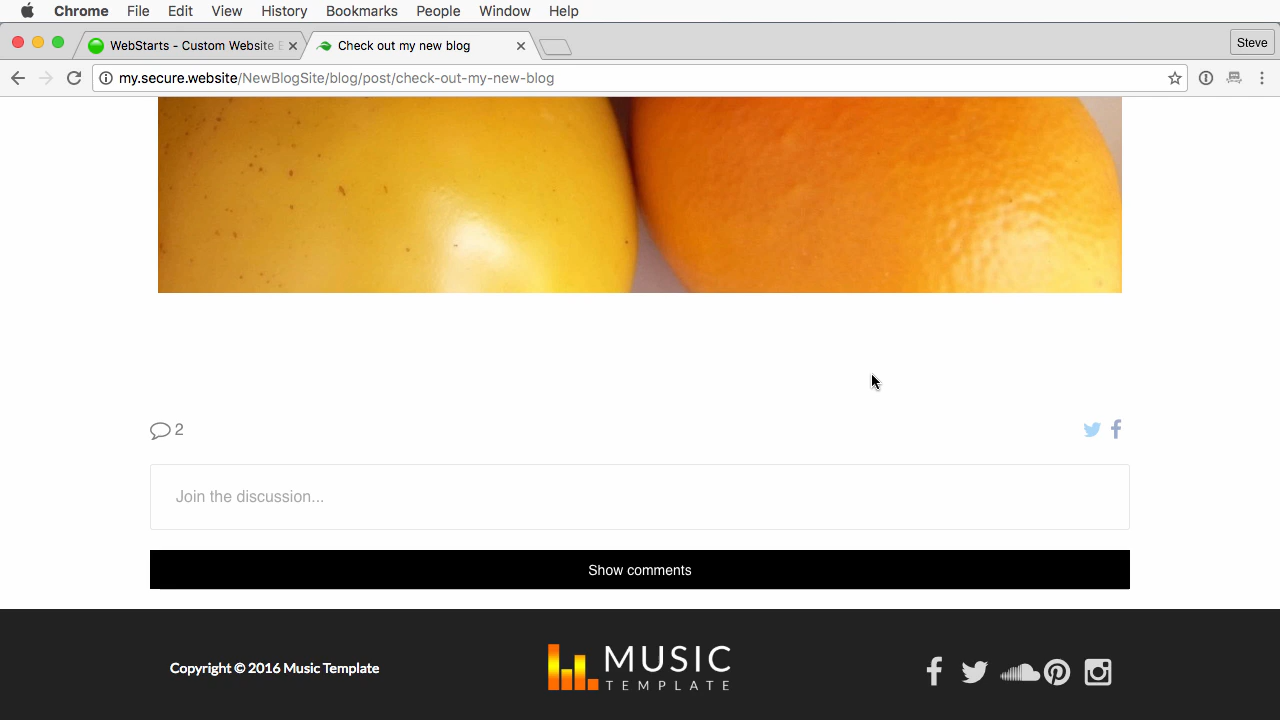 Chrome File Edit View History Bookmarks People Window Help
WebStarts - Custom Website Check out my new blog Steve
my.secure.website/NewBlogSite/blog/post/check-out-my-new-blog
2
Join the discussion...
Show comments
Copyright © 2016 Music Template
MUSIC
TEMPLATE